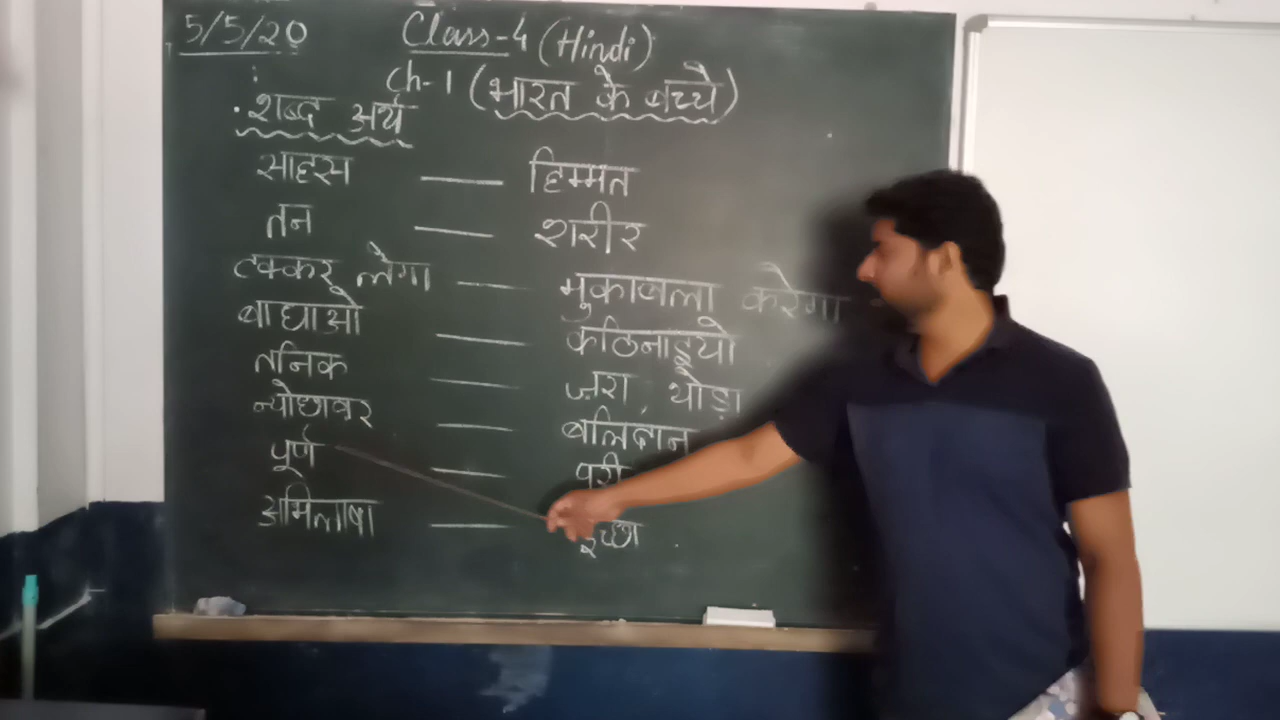 5/5/20 Class-4 (Hindi)
Ch-1 (भारत के बच्चे)
शब्द अर्थ
साहस — हिम्मत
तन — शरीर
टक्कर लेगा — मुकाबला करेगा
बाधाओ — कठिनाइयो
तनिक — ज़रा, थोड़ा
न्योछावर — बलिदान
पूर्ण — 
अभिलाषा — इच्छा